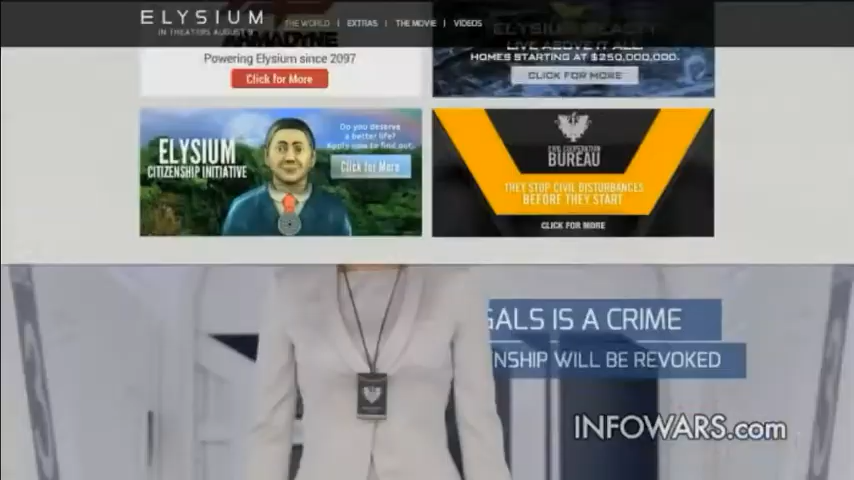 ELYSIUM
IN THEATERS AUGUST 9
THE WORLD | EXTRAS | THE MOVIE | VIDEOS
ARMADYNE
Powering Elysium since 2097
Click for More
LIVE ABOVE IT ALL!
HOMES STARTING AT $250,000,000.
CLICK FOR MORE
ELYSIUM
CITIZENSHIP INITIATIVE
Do you deserve
a better life?
Apply now to find out.
Click for More
CIVIL COOPERATION
BUREAU
THEY STOP CIVIL DISTURBANCES
BEFORE THEY START
CLICK FOR MORE
GALS IS A CRIME
NSHIP WILL BE REVOKED
INFOWARS.com